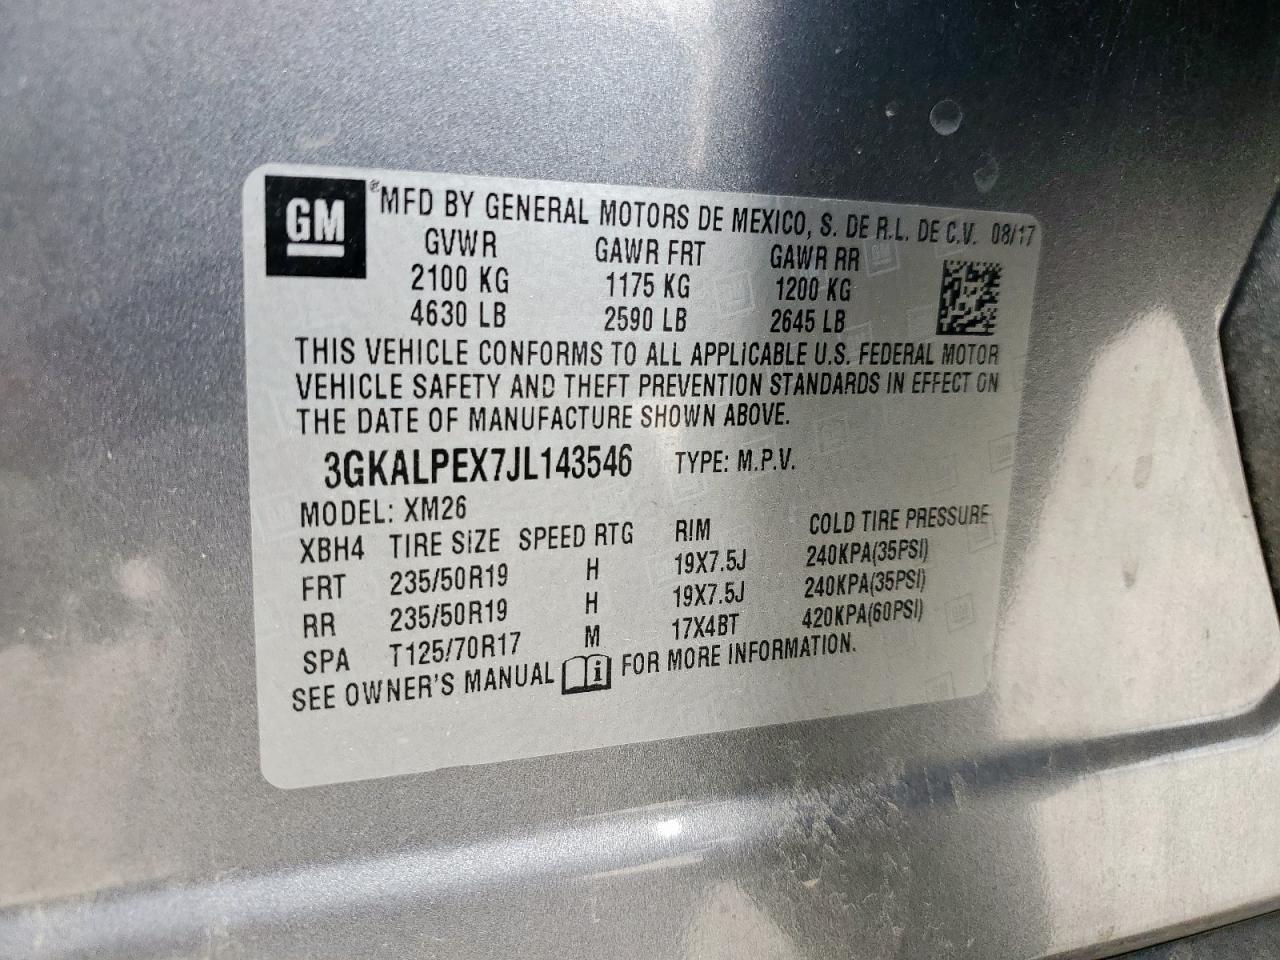 GM ® MFD BY GENERAL MOTORS DE MEXICO, S. DE R.L. DE C.V. 08/17
GVWR GAWR FRT GAWR RR
2100 KG 1175 KG 1200 KG
4630 LB 2590 LB 2645 LB
THIS VEHICLE CONFORMS TO ALL APPLICABLE U.S. FEDERAL MOTOR
VEHICLE SAFETY AND THEFT PREVENTION STANDARDS IN EFFECT ON
THE DATE OF MANUFACTURE SHOWN ABOVE.
3GKALPEX7JL143546 TYPE: M.P.V.
MODEL: XM26
XBH4 TIRE SIZE SPEED RTG RIM COLD TIRE PRESSURE
FRT 235/50R19 H 19X7.5J 240KPA(35PSI)
RR 235/50R19 H 19X7.5J 240KPA(35PSI)
SPA T125/70R17 M 17X4BT 420KPA(60PSI)
SEE OWNER'S MANUAL i FOR MORE INFORMATION.